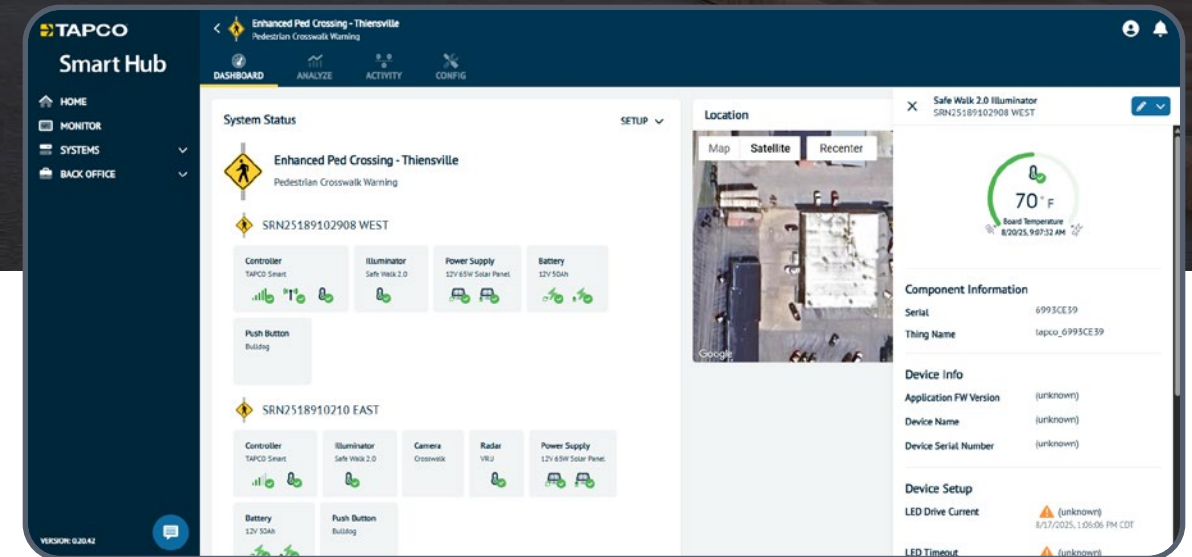 TAPCO
Smart Hub
HOME
MONITOR
SYSTEMS
BACK OFFICE
VERSION: 0.20.42
Enhanced Ped Crossing - Thiensville
Pedestrian Crosswalk Warning
DASHBOARD ANALYZE ACTIVITY CONFIG
System Status SETUP
Enhanced Ped Crossing - Thiensville
Pedestrian Crosswalk Warning
SRN25189102908 WEST
Controller Illuminator Power Supply Battery
TAPCO Smart Safe Walk 2.0 12V 65W Solar Panel 12V 50Ah
Push Button
Bulldog
SRN2518910210 EAST
Controller Illuminator Camera Radar Power Supply
TAPCO Smart Safe Walk 2.0 Crosswalk VRU 12V 65W Solar Panel
Battery Push Button
12V 50Ah Bulldog
Location
Map Satellite Recenter
Google
Safe Walk 2.0 Illuminator
SRN25189102908 WEST
70° F
Board Temperature
8/20/25, 9:07:32 AM
Component Information
Serial 6993CE39
Thing Name tapco_6993CE39
Device Info
Application FW Version (unknown)
Device Name (unknown)
Device Serial Number (unknown)
Device Setup
LED Drive Current (unknown)
8/17/2025, 1:06:06 PM CDT
LED Timeout (unknown)